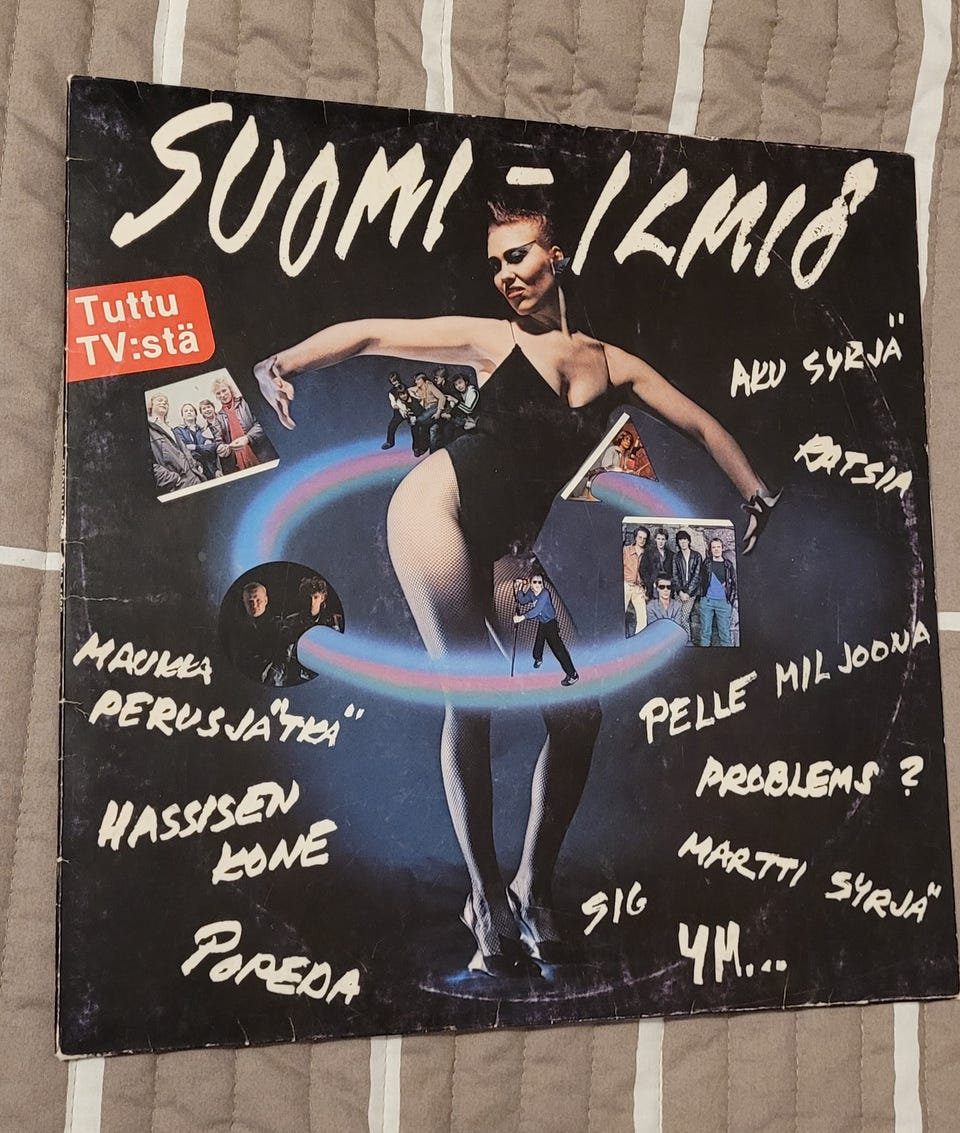 SUOMI-ILMIÖ
Tuttu
TV:stä
AKU SYRJÄ
RATSIA
MAUKKA
PERUSJÄTKÄ
PELLE MILJOONA
HASSISEN
KONE
PROBLEMS?
MARTTI SYRJÄ
SIG
POPEDA
YM...